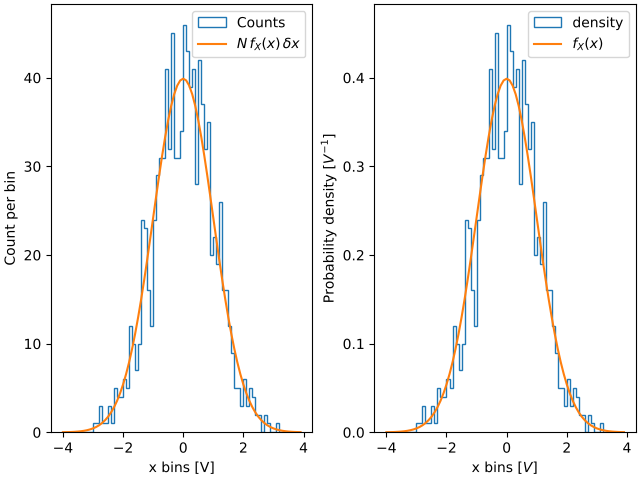 Counts
N f_X(x) δx
Count per bin
0
10
20
30
40
−4
−2
0
2
4
x bins [V]
density
f_X(x)
Probability density [V⁻¹]
0.0
0.1
0.2
0.3
0.4
−4
−2
0
2
4
x bins [V]